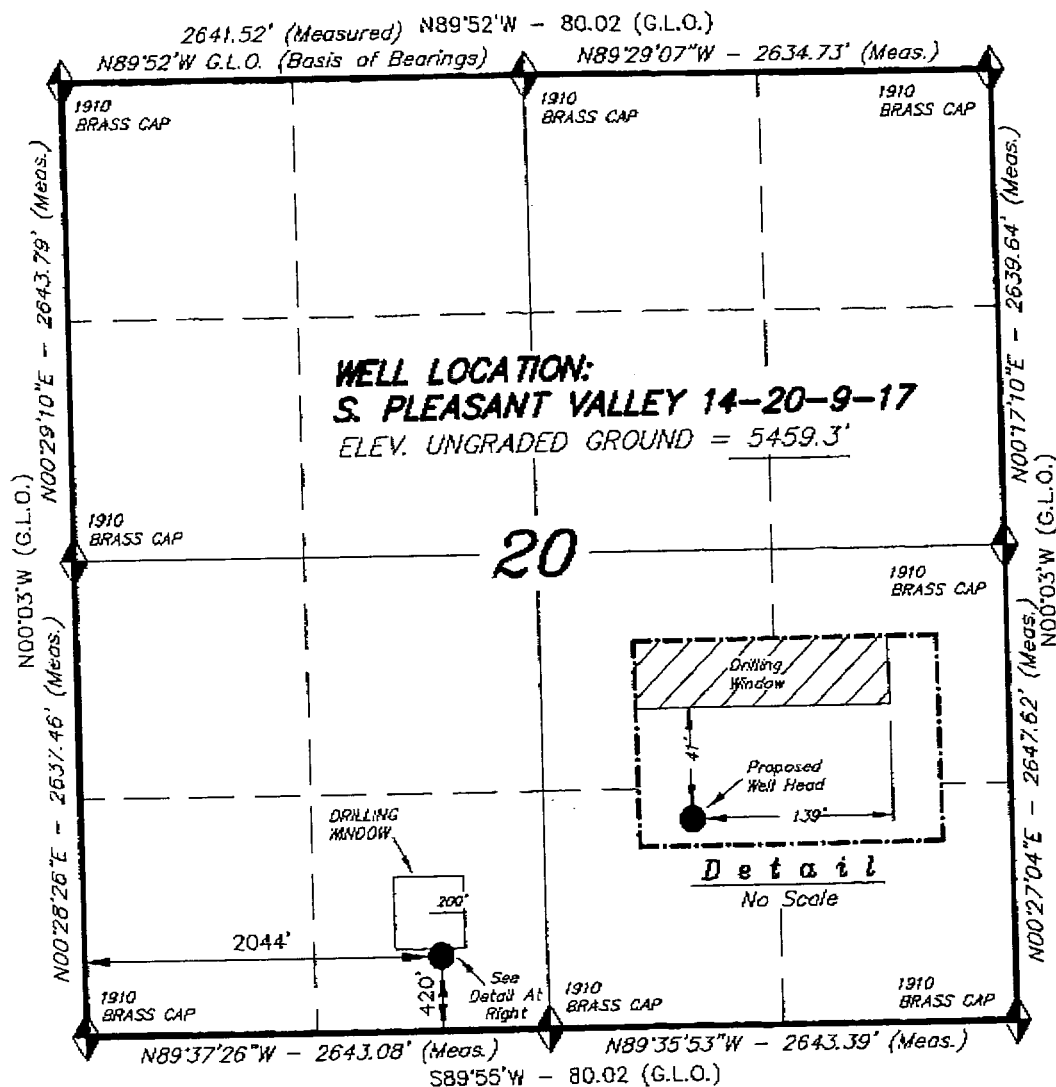 2641.52' (Measured) N89°52'W – 80.02 (G.L.O.)
N89°52'W G.L.O. (Basis of Bearings) N89°29'07"W – 2634.73' (Meas.)
1910
BRASS CAP
1910
BRASS CAP
1910
BRASS CAP
N00°29'10"E – 2643.79' (Meas.)
N00°17'10"E – 2639.64' (Meas.)
WELL LOCATION:
S. PLEASANT VALLEY 14–20–9–17
ELEV. UNGRADED GROUND = 5459.3'
N00°03'W (G.L.O.)
N00°03'W (G.L.O.)
1910
BRASS CAP
20
1910
BRASS CAP
N00°28'26"E – 2637.46' (Meas.)
N00°27'04"E – 2647.62' (Meas.)
Drilling
Window
41'
Proposed
Well Head
139'
Detail
No Scale
DRILLING
WINDOW
200'
2044'
420'
See
Detail At
Right
1910
BRASS CAP
1910
BRASS CAP
1910
BRASS CAP
N89°37'26"W – 2643.08' (Meas.) N89°35'53"W – 2643.39' (Meas.)
S89°55'W – 80.02 (G.L.O.)